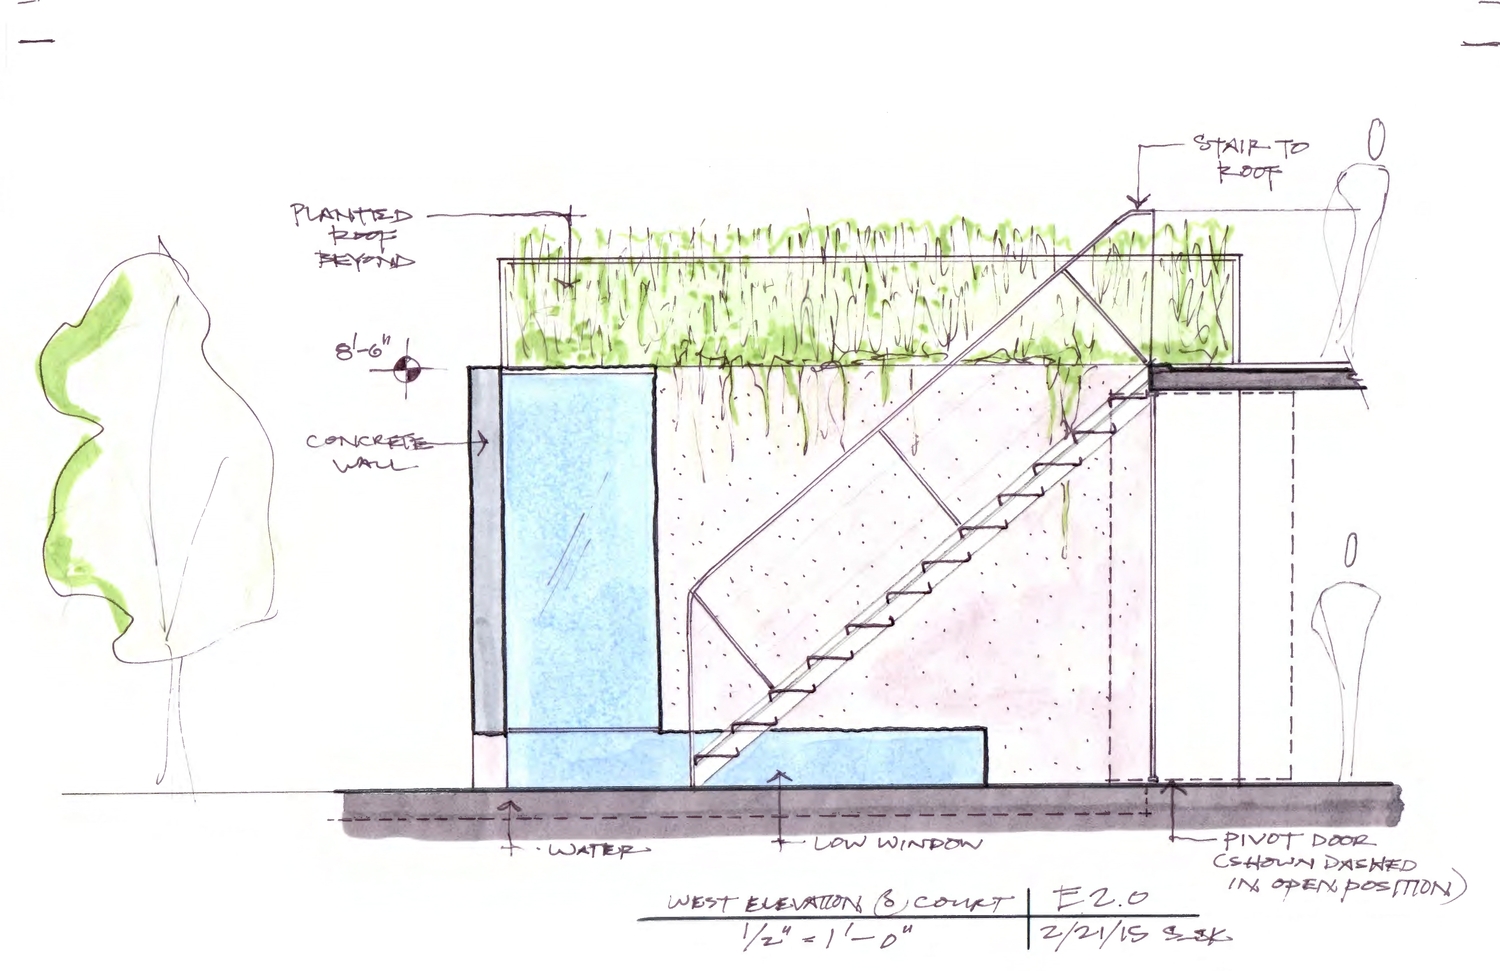 STAIR TO
ROOF
PLANTED
ROOF
BEYOND
8'-6"
CONCRETE
WALL
WATER
LOW WINDOW
PIVOT DOOR
(SHOWN DASHED
IN OPEN POSITION)
WEST ELEVATION @ COURT
E2.0
1/2" = 1'-0"
2/21/15